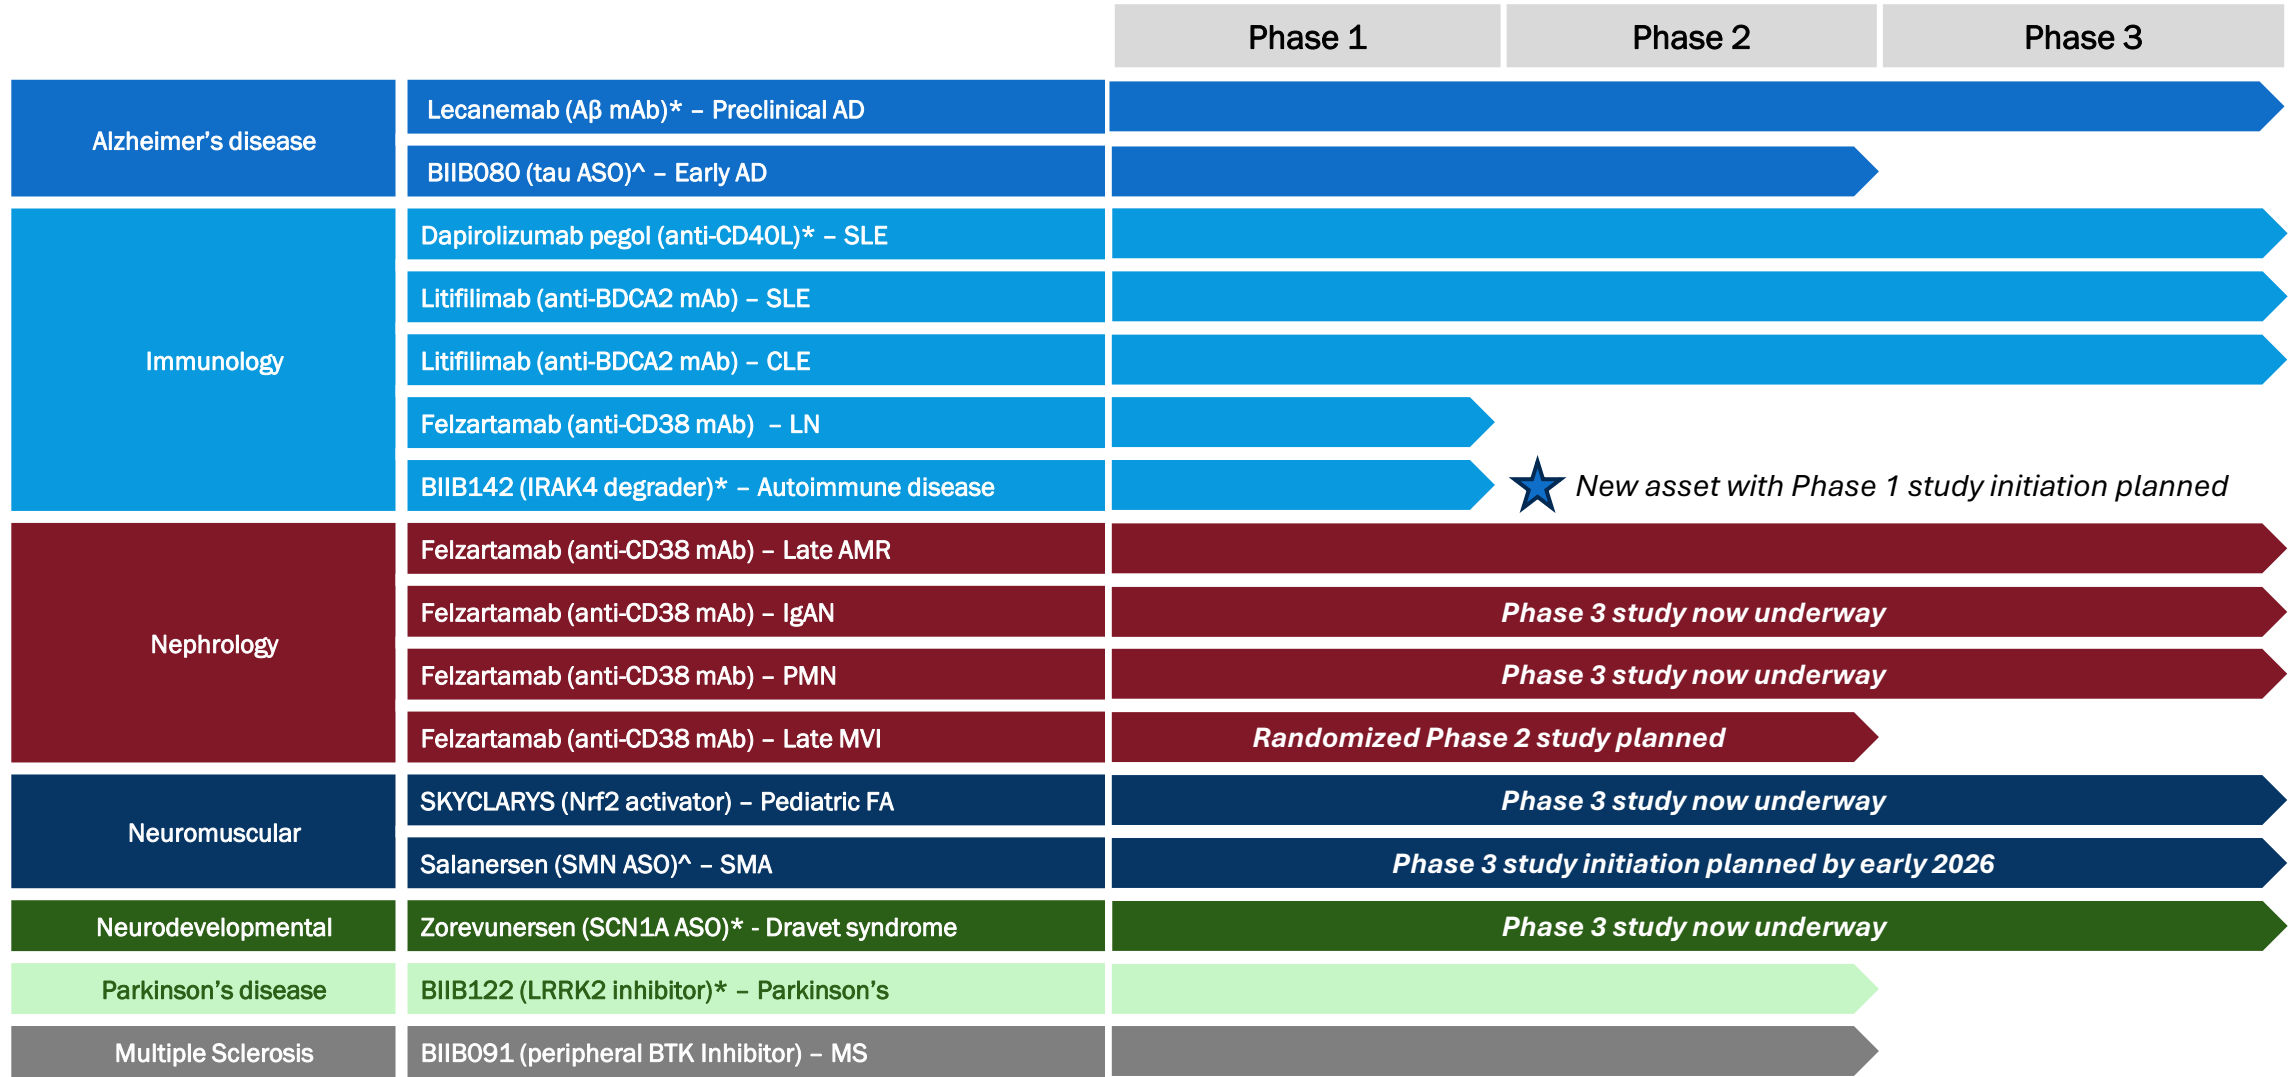 Phase 1 Phase 2 Phase 3
Alzheimer's disease
Lecanemab (Aβ mAb)* – Preclinical AD
BIIB080 (tau ASO)^ – Early AD
Immunology
Dapirolizumab pegol (anti-CD40L)* – SLE
Litifilimab (anti-BDCA2 mAb) – SLE
Litifilimab (anti-BDCA2 mAb) – CLE
Felzartamab (anti-CD38 mAb) – LN
BIIB142 (IRAK4 degrader)* – Autoimmune disease New asset with Phase 1 study initiation planned
Nephrology
Felzartamab (anti-CD38 mAb) – Late AMR
Felzartamab (anti-CD38 mAb) – IgAN Phase 3 study now underway
Felzartamab (anti-CD38 mAb) – PMN Phase 3 study now underway
Felzartamab (anti-CD38 mAb) – Late MVI Randomized Phase 2 study planned
Neuromuscular
SKYCLARYS (Nrf2 activator) – Pediatric FA Phase 3 study now underway
Salanersen (SMN ASO)^ – SMA Phase 3 study initiation planned by early 2026
Neurodevelopmental Zorevunersen (SCN1A ASO)* - Dravet syndrome Phase 3 study now underway
Parkinson's disease BIIB122 (LRRK2 inhibitor)* – Parkinson's
Multiple Sclerosis BIIB091 (peripheral BTK Inhibitor) – MS